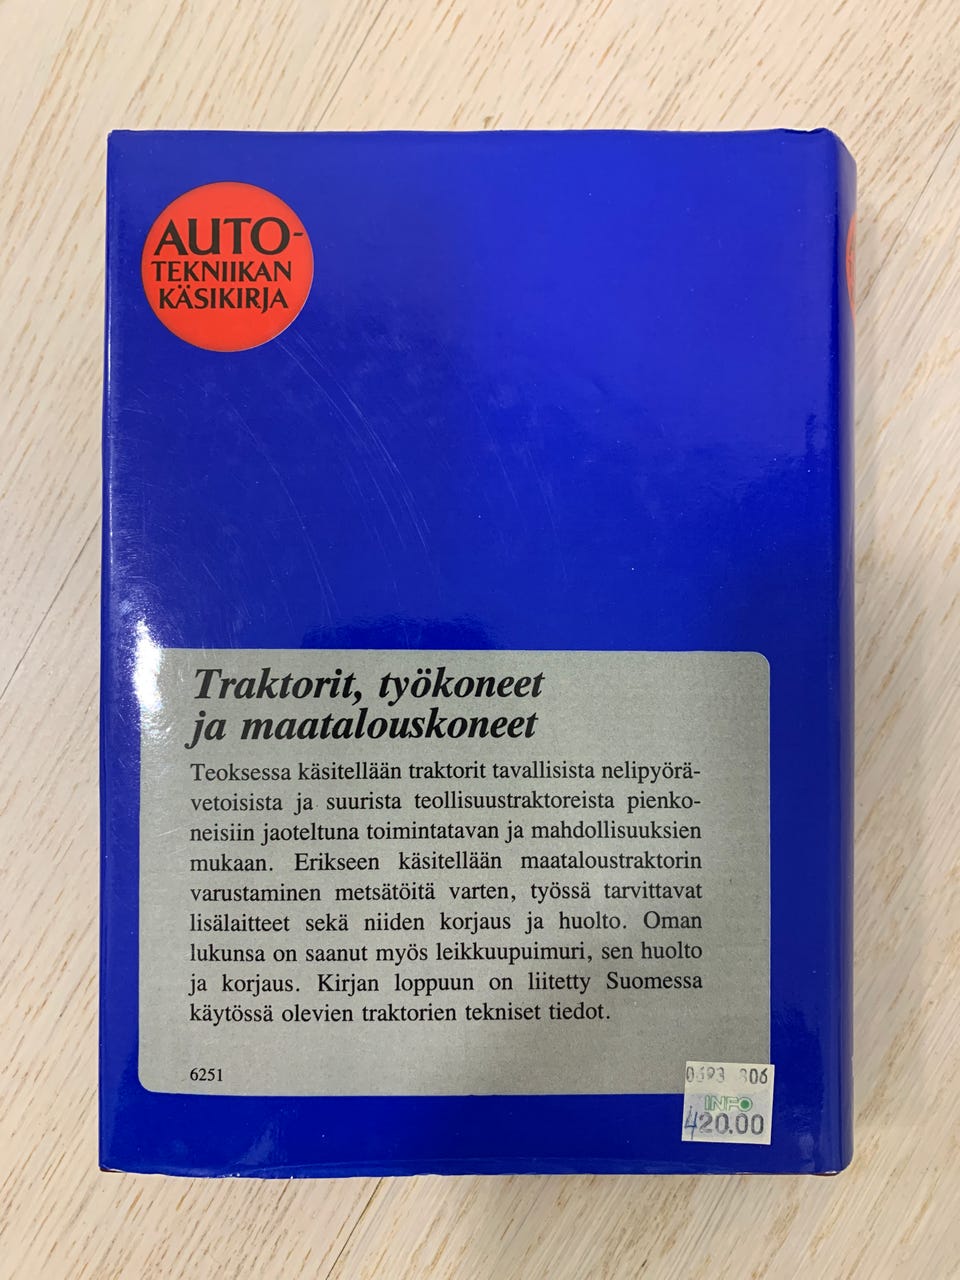 AUTO-
TEKNIIKAN
KÄSIKIRJA
Traktorit, työkoneet
ja maatalouskoneet
Teoksessa käsitellään traktorit tavallisista nelipyörä-
vetoisista ja suurista teollisuustraktoreista pienko-
neisiin jaoteltuna toimintatavan ja mahdollisuuksien
mukaan. Erikseen käsitellään maataloustraktorin
varustaminen metsätöitä varten, työssä tarvittavat
lisälaitteet sekä niiden korjaus ja huolto. Oman
lukunsa on saanut myös leikkuupuimuri, sen huolto
ja korjaus. Kirjan loppuun on liitetty Suomessa
käytössä olevien traktorien tekniset tiedot.
6251
INFO
420.00